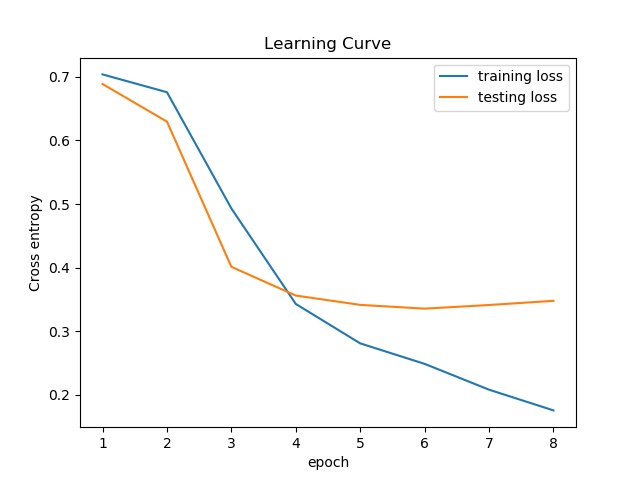 Learning Curve
training loss
testing loss
0.7
0.6
0.5
0.4
0.3
0.2
Cross entropy
1 2 3 4 5 6 7 8
epoch